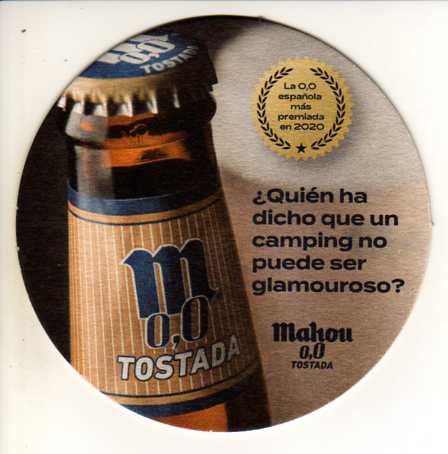 0,0
TOSTADA
La 0,0
española
más
premiada
en 2020
¿Quién ha
dicho que un
camping no
puede ser
glamouroso?
m
0,0
TOSTADA
Mahou
0,0
TOSTADA